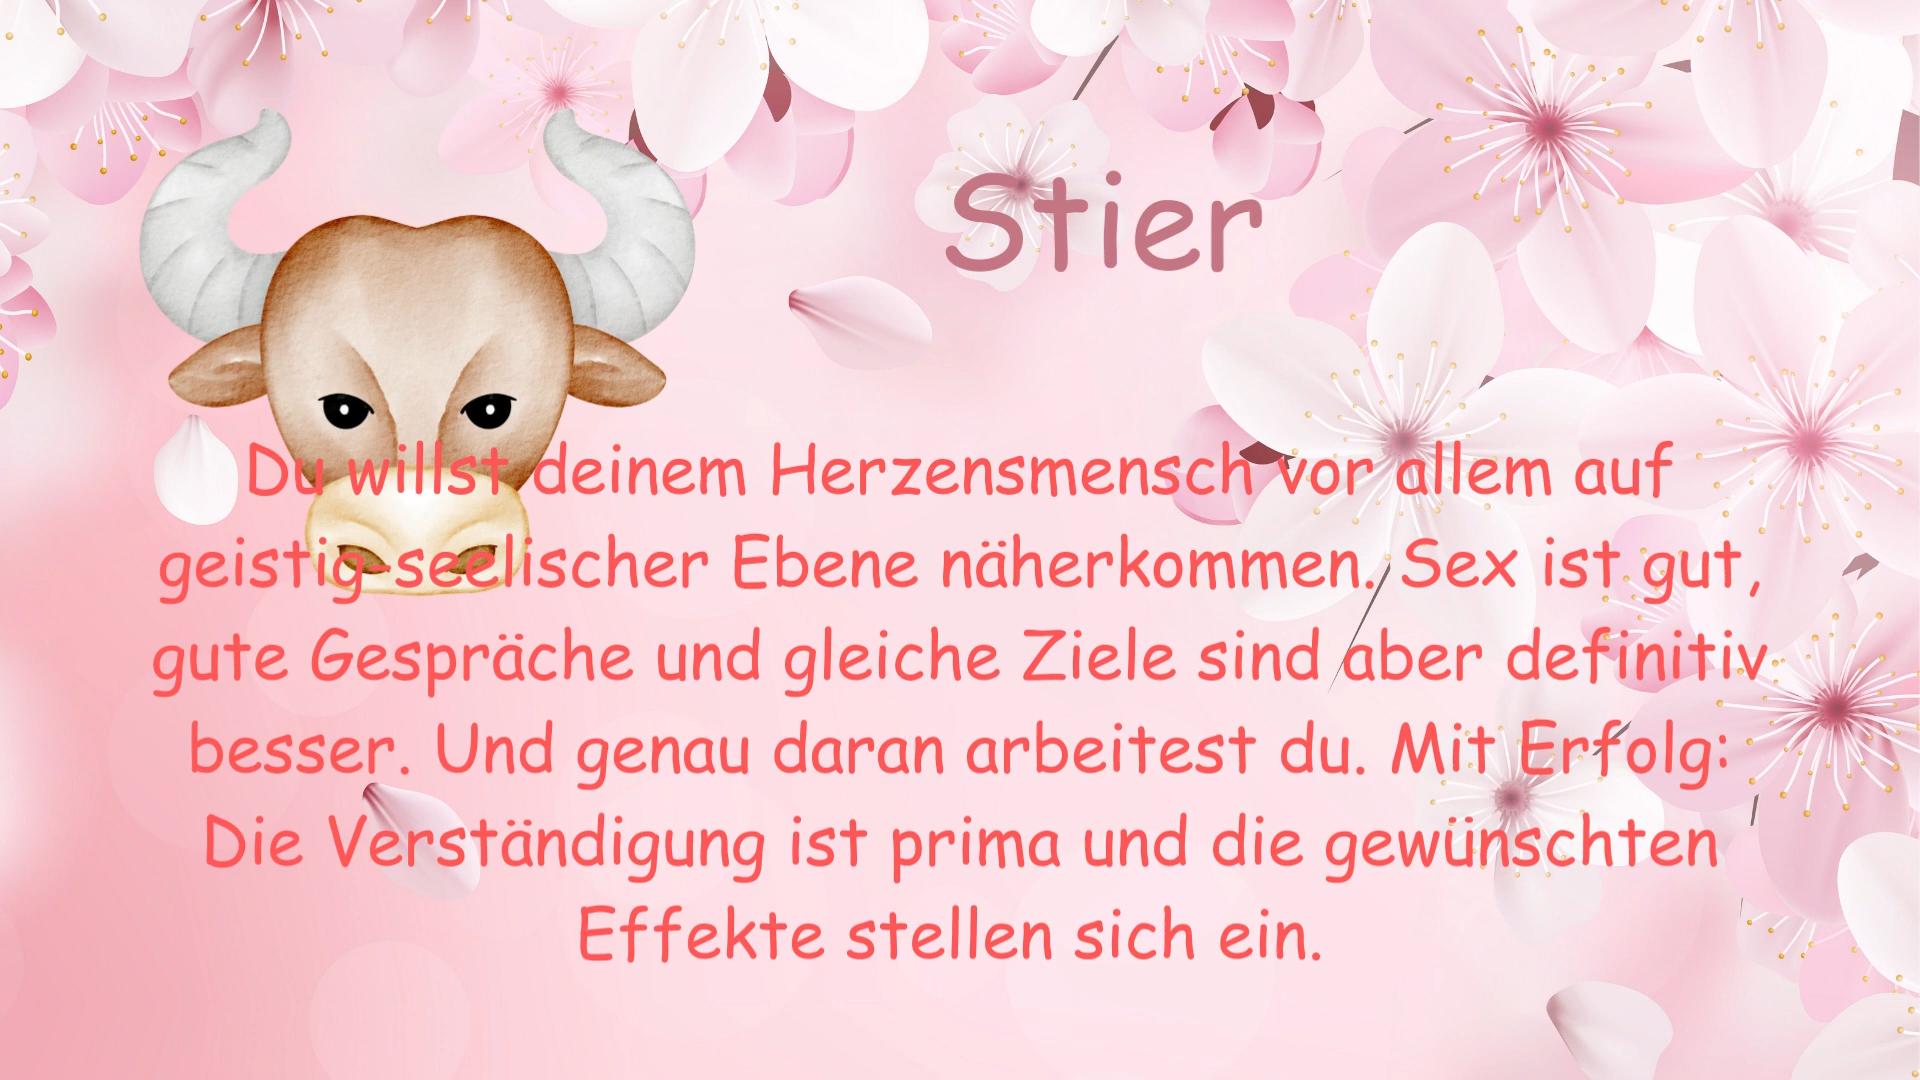 Stier
Du willst deinem Herzensmensch vor allem auf
geistig-seelischer Ebene näherkommen. Sex ist gut,
gute Gespräche und gleiche Ziele sind aber definitiv
besser. Und genau daran arbeitest du. Mit Erfolg:
Die Verständigung ist prima und die gewünschten
Effekte stellen sich ein.